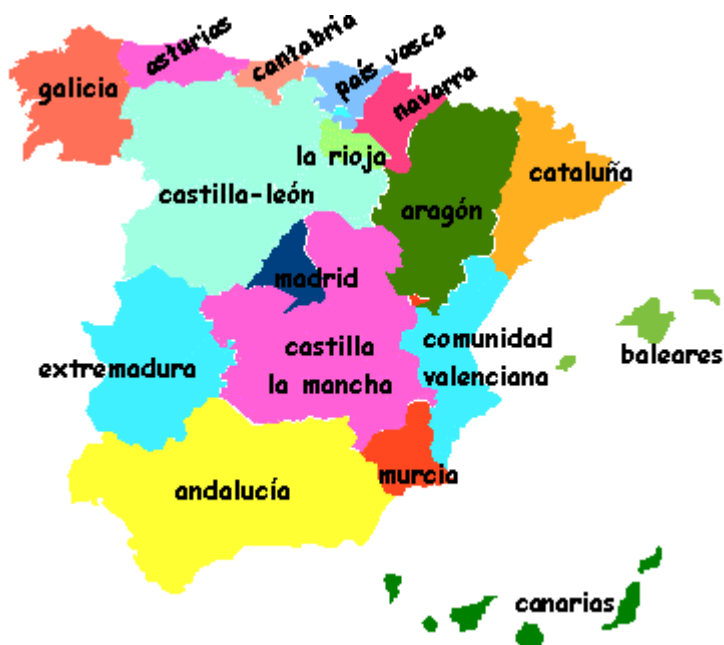 asturias
cantabria
país vasco
galicia
navarra
la rioja
cataluña
castilla-león
aragón
madrid
comunidad
valenciana
castilla
la mancha
baleares
extremadura
murcia
andalucía
canarias